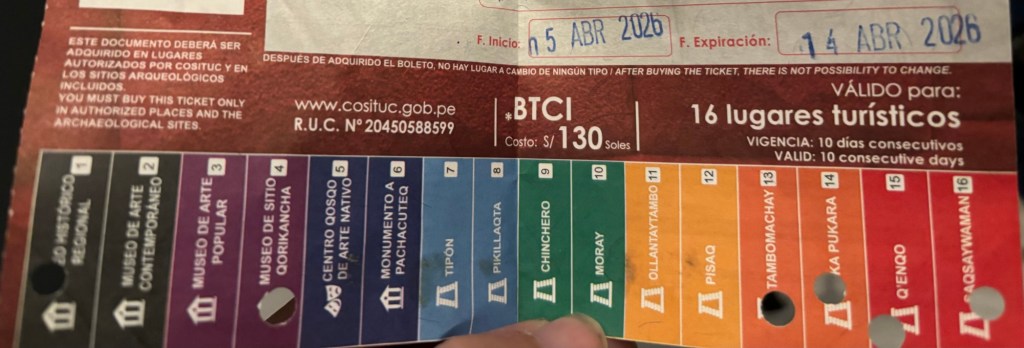 F. Inicio: 05 ABR 2026
F. Expiración: 14 ABR 2026
ESTE DOCUMENTO DEBERÁ SER
ADQUIRIDO EN LUGARES
AUTORIZADOS POR COSITUC Y EN
LOS SITIOS ARQUEOLÓGICOS
INCLUIDOS.
YOU MUST BUY THIS TICKET ONLY
IN AUTHORIZED PLACES AND THE
ARCHAEOLOGICAL SITES.
DESPUÉS DE ADQUIRIDO EL BOLETO, NO HAY LUGAR A CAMBIO DE NINGÚN TIPO / AFTER BUYING THE TICKET, THERE IS NOT POSSIBILITY TO CHANGE.
www.cosituc.gob.pe
R.U.C. Nº 20450588599
*BTCI
Costo: S/ 130 Soles
VÁLIDO para:
16 lugares turísticos
VIGENCIA: 10 días consecutivos
VALID: 10 consecutive days
1
HISTÓRICO
REGIONAL
2
MUSEO DE ARTE
CONTEMPORÁNEO
3
MUSEO DE ARTE
POPULAR
4
MUSEO DE SITIO
QORIKANCHA
5
CENTRO QOSQO
DE ARTE NATIVO
6
MONUMENTO A
PACHACUTEQ
7
TIPON
8
PIKILLAQTA
9
CHINCHERO
10
MORAY
11
OLLANTAYTAMBO
12
PISAQ
13
TAMBOMACHAY
14
KA PUKARA
15
Q'ENQO
16
SAQSAYWAMAN